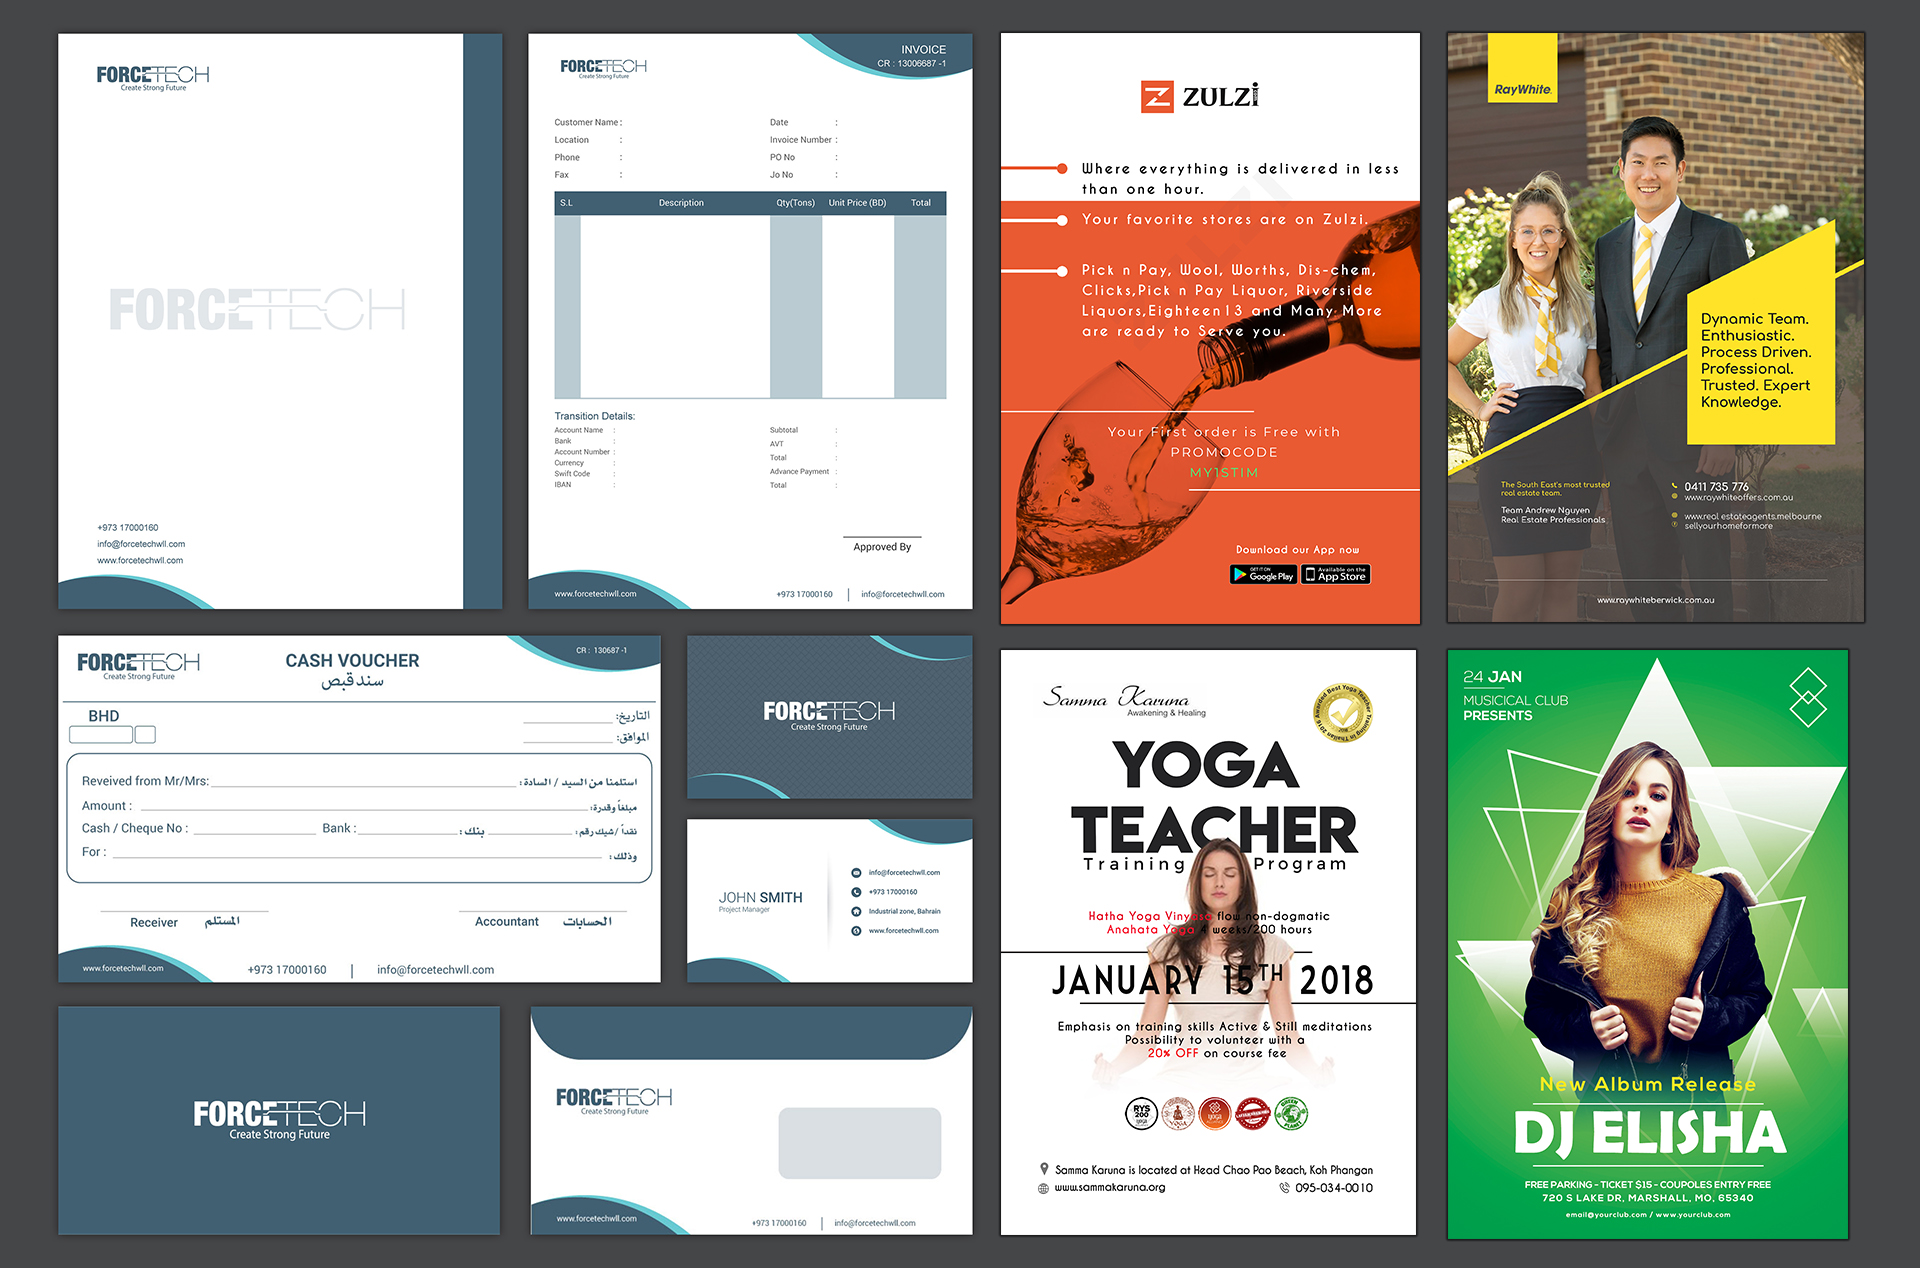 FORCETECH
Create Strong Future
FORCETECH
+973 17000160
info@forcetechwll.com
www.forcetechwll.com
FORCETECH
Create Strong Future
INVOICE
CR : 13006687 -1
Customer Name :
Location :
Phone :
Fax :
Date :
Invoice Number :
PO No :
Jo No :
S.L Description Qty(Tons) Unit Price (BD) Total
Transition Details:
Account Name :
Bank :
Account Number :
Currency :
Swift Code :
IBAN :
Subtotal :
AVT :
Total :
Advance Payment :
Total :
Approved By
www.forcetechwll.com +973 17000160 info@forcetechwll.com
ZULZi
Where everything is delivered in less
than one hour.
Your favorite stores are on Zulzi.
Pick n Pay, Wool, Worths, Dis-chem,
Clicks,Pick n Pay Liquor, Riverside
Liquors,Eighteen13 and Many More
are ready to Serve you.
Your First order is Free with
PROMOCODE
MY1STIM
Download our App now
GET IT ON
Google Play
Available on the
App Store
RayWhite.
Dynamic Team.
Enthusiastic.
Process Driven.
Professional.
Trusted. Expert
Knowledge.
The South East's most trusted
real estate team.
Team Andrew Nguyen
Real Estate Professionals
0411 735 776
www.raywhiteoffers.com.au
www.real estateagents.melbourne
sellyourhomeformore
www.raywhiteberwick.com.au
FORCETECH
Create Strong Future
CASH VOUCHER
سند قبض
CR : 130687 -1
BHD
التاريخ:
الموافق:
Reveived from Mr/Mrs: استلمنا من السيد / السادة :
Amount : مبلغاً وقدرة:
Cash / Cheque No : Bank : بنك : نقداً /شيك رقم:
For : وذلك :
Receiver المستلم
Accountant الحسابات
www.forcetechwll.com +973 17000160 info@forcetechwll.com
FORCETECH
Create Strong Future
JOHN SMITH
Project Manager
info@forcetechwll.com
+973 17000160
Industrial zone, Bahrain
www.forcetechwll.com
FORCETECH
Create Strong Future
FORCETECH
Create Strong Future
www.forcetechwll.com +973 17000160 info@forcetechwll.com
Samma Karuna
Awakening & Healing
YOGA
TEACHER
Training Program
Hatha Yoga Vinyasa flow non-dogmatic
Anahata Yoga 4 weeks/200 hours
JANUARY 15TH 2018
Emphasis on training skills Active & Still meditations
Possibility to volunteer with a
20% OFF on course fee
RYS
200
YOGA
yoga
GREEN
PLANET
Samma Karuna is located at Head Chao Pao Beach, Koh Phangan
www.sammakaruna.org 095-034-0010
24 JAN
MUSICICAL CLUB
PRESENTS
New Album Release
DJ ELISHA
FREE PARKING - TICKET $15 - COUPOLES ENTRY FREE
720 S LAKE DR, MARSHALL, MO, 65340
email@yourclub.com / www.yourclub.com